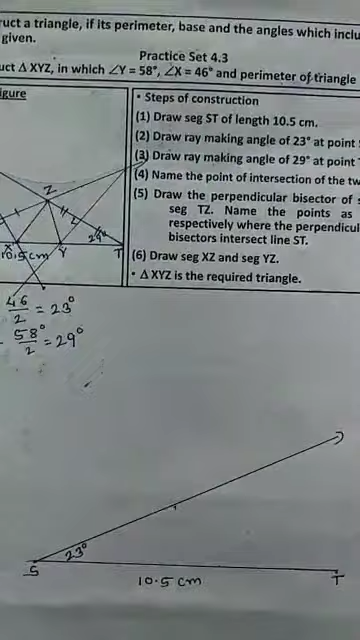 ruct a triangle, if its perimeter, base and the angles which inclu
given.
Practice Set 4.3
uct Δ XYZ, in which ∠Y = 58°, ∠X = 46° and perimeter of triangle
igure
• Steps of construction
(1) Draw seg ST of length 10.5 cm.
(2) Draw ray making angle of 23° at point
(3) Draw ray making angle of 29° at point T
(4) Name the point of intersection of the tw
(5) Draw the perpendicular bisector of s
seg TZ. Name the points as
respectively where the perpendicul
bisectors intersect line ST.
(6) Draw seg XZ and seg YZ.
• Δ XYZ is the required triangle.
Z
29°
X
Y
T
10.5 cm
46/2 = 23°
58°/2 = 29°
23°
S
10.5 cm
T